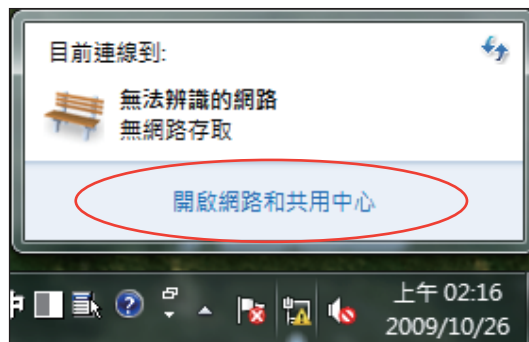 目前連線到:
無法辨識的網路
無網路存取
開啟網路和共用中心
上午 02:16
2009/10/26